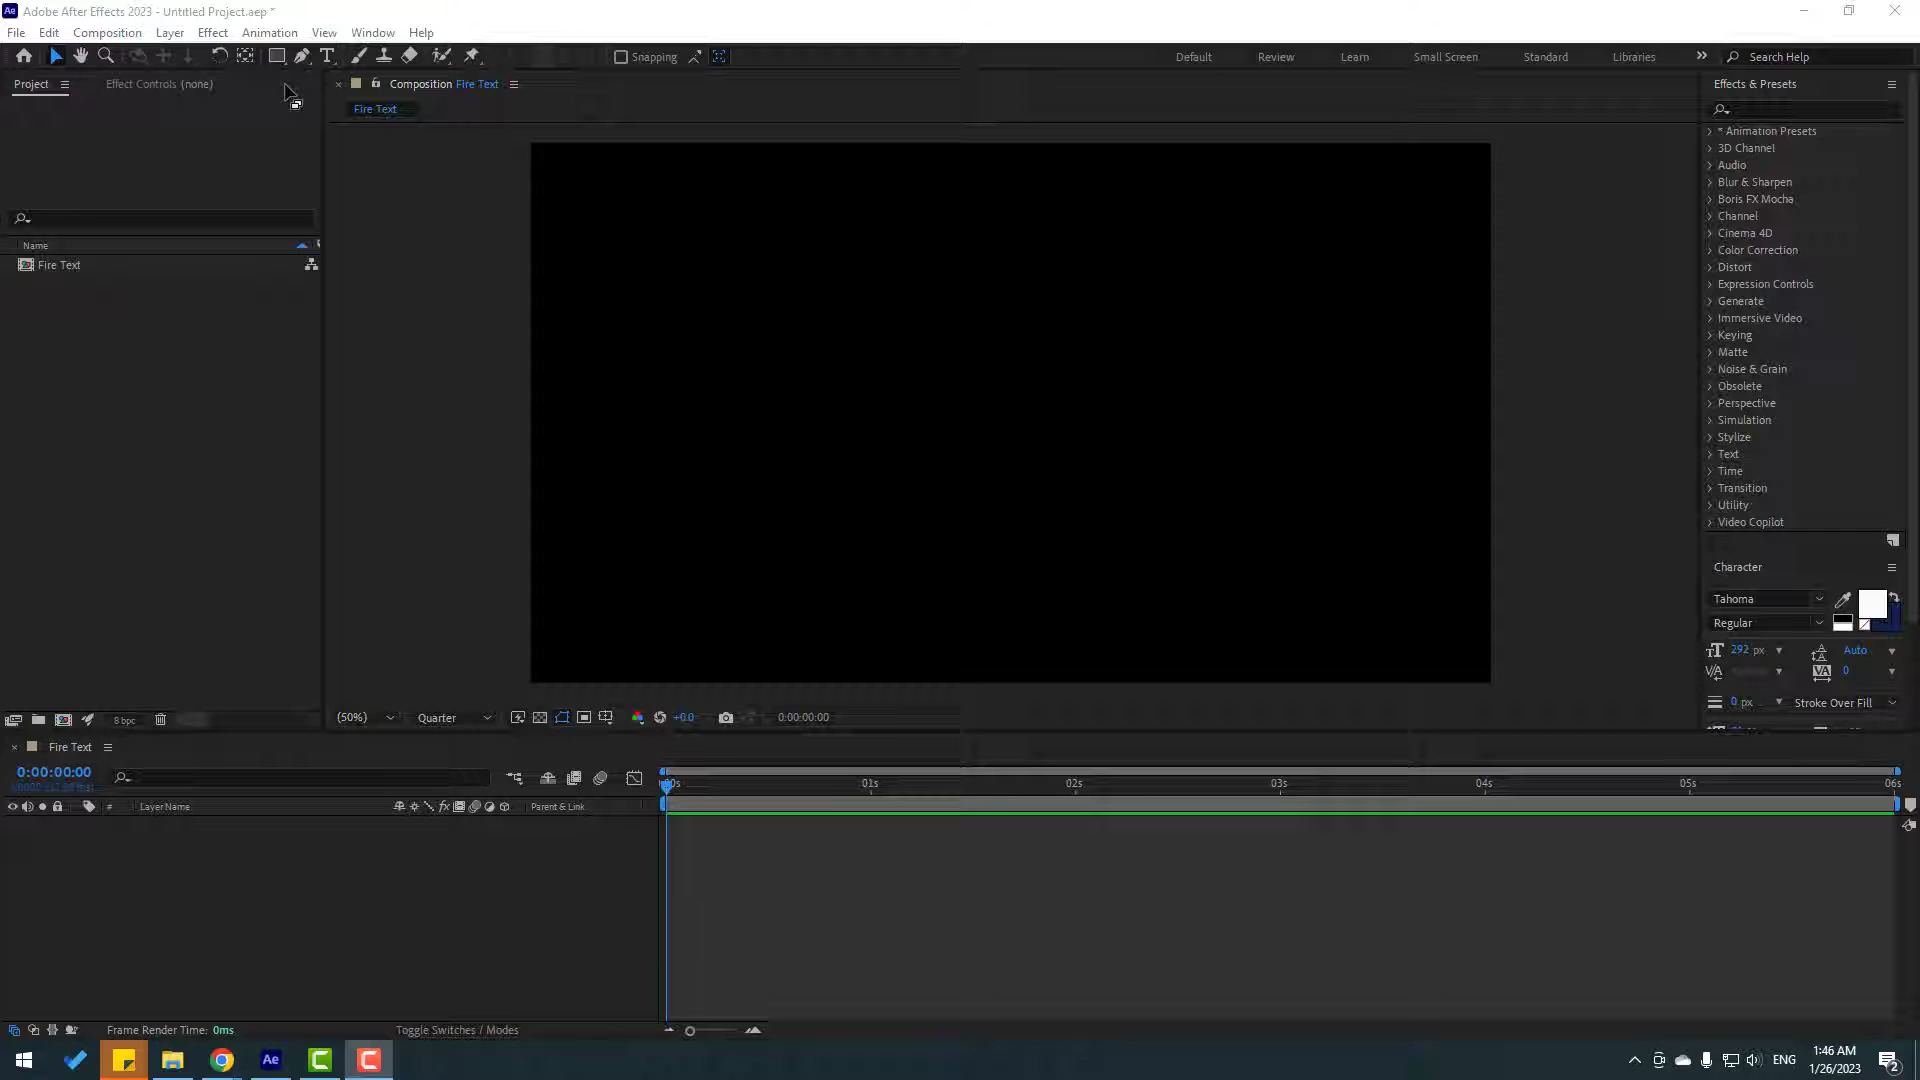 Ae Adobe After Effects 2023 - Untitled Project.aep *
File Edit Composition Layer Effect Animation View Window Help
Snapping
Default Review Learn Small Screen Standard Libraries
Search Help
Project Effect Controls (none)
Composition Fire Text
Fire Text
Name
Fire Text
Effects & Presets
* Animation Presets
3D Channel
Audio
Blur & Sharpen
Boris FX Mocha
Channel
Cinema 4D
Color Correction
Distort
Expression Controls
Generate
Immersive Video
Keying
Matte
Noise & Grain
Obsolete
Perspective
Simulation
Stylize
Text
Time
Transition
Utility
Video Copilot
Character
Tahoma
Regular
292 px Auto
0
0 px Stroke Over Fill
8 bpc
(50%) Quarter +0.0 0:00:00:00
Fire Text
0:00:00:00
# Layer Name Parent & Link
01s 02s 03s 04s 05s 06s
Frame Render Time: 0ms Toggle Switches / Modes
Ae
ENG
1:46 AM
1/26/2023
2